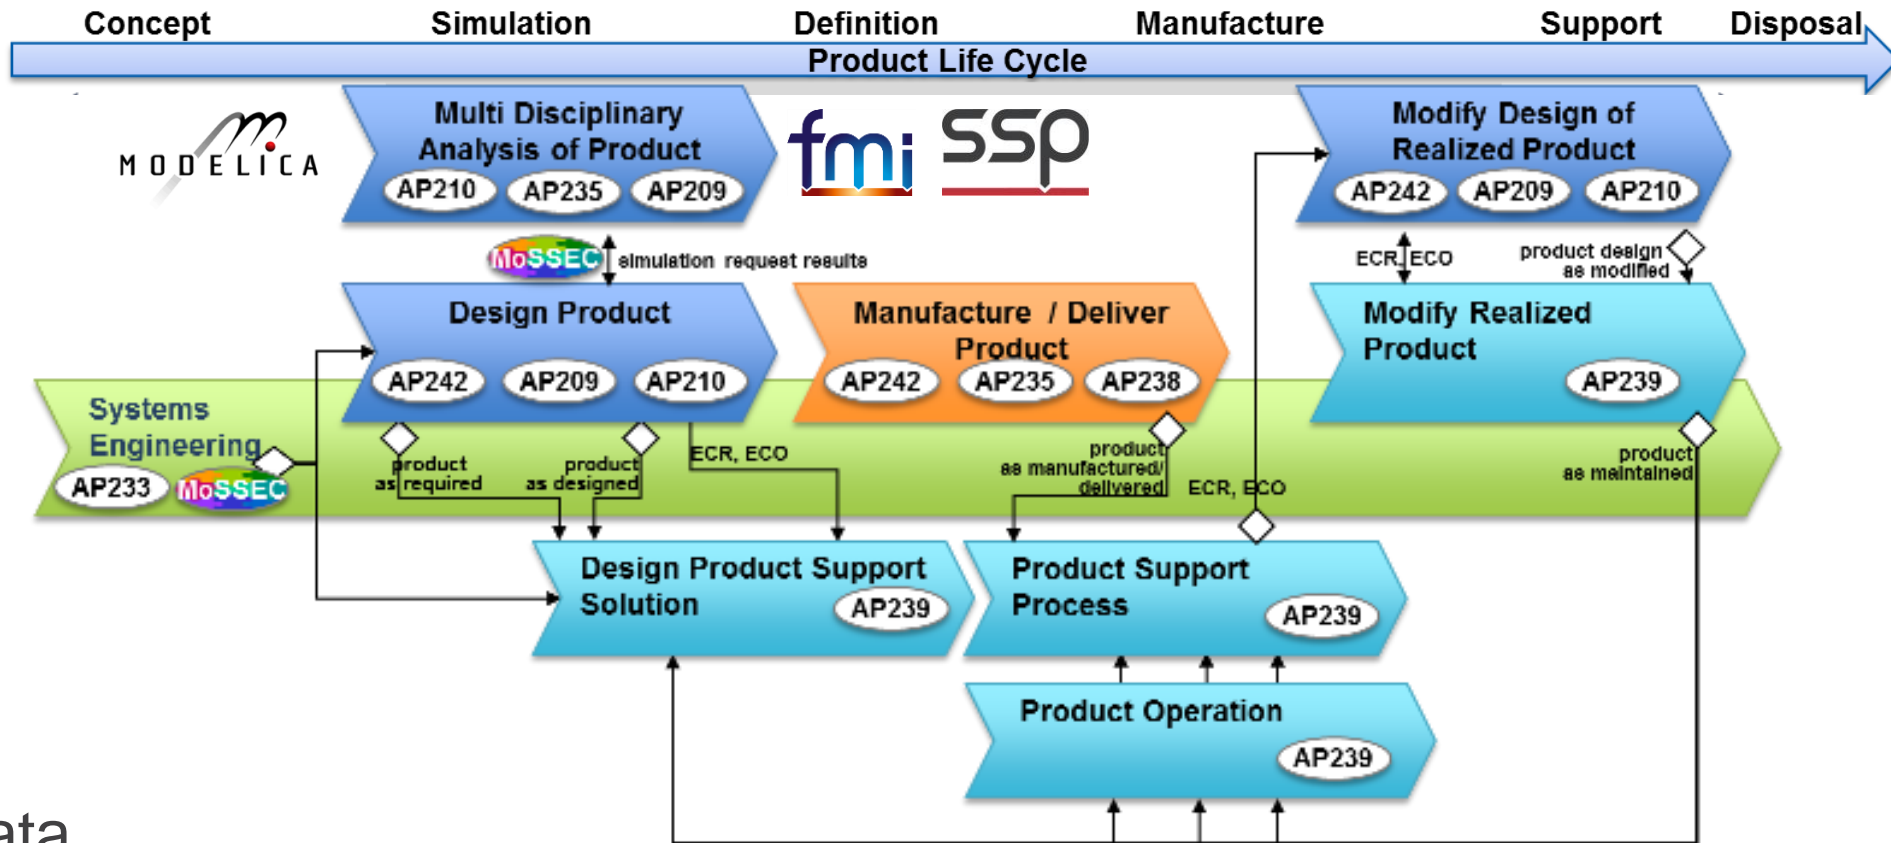 Concept Simulation Definition Manufacture Support Disposal
Product Life Cycle
MODELICA
Multi Disciplinary
Analysis of Product
AP210 AP235 AP209
fmi ssp
Modify Design of
Realized Product
AP242 AP209 AP210
MoSSEC simulation request results
ECR, ECO
product design
as modified
Design Product
AP242 AP209 AP210
Manufacture / Deliver
Product
AP242 AP235 AP238
Modify Realized
Product
AP239
Systems
Engineering
AP233 MoSSEC
product
as required
product
as designed
ECR, ECO
product
as manufactured/
delivered
ECR, ECO
product
as maintained
Design Product Support
Solution
AP239
Product Support
Process
AP239
Product Operation
AP239
ata